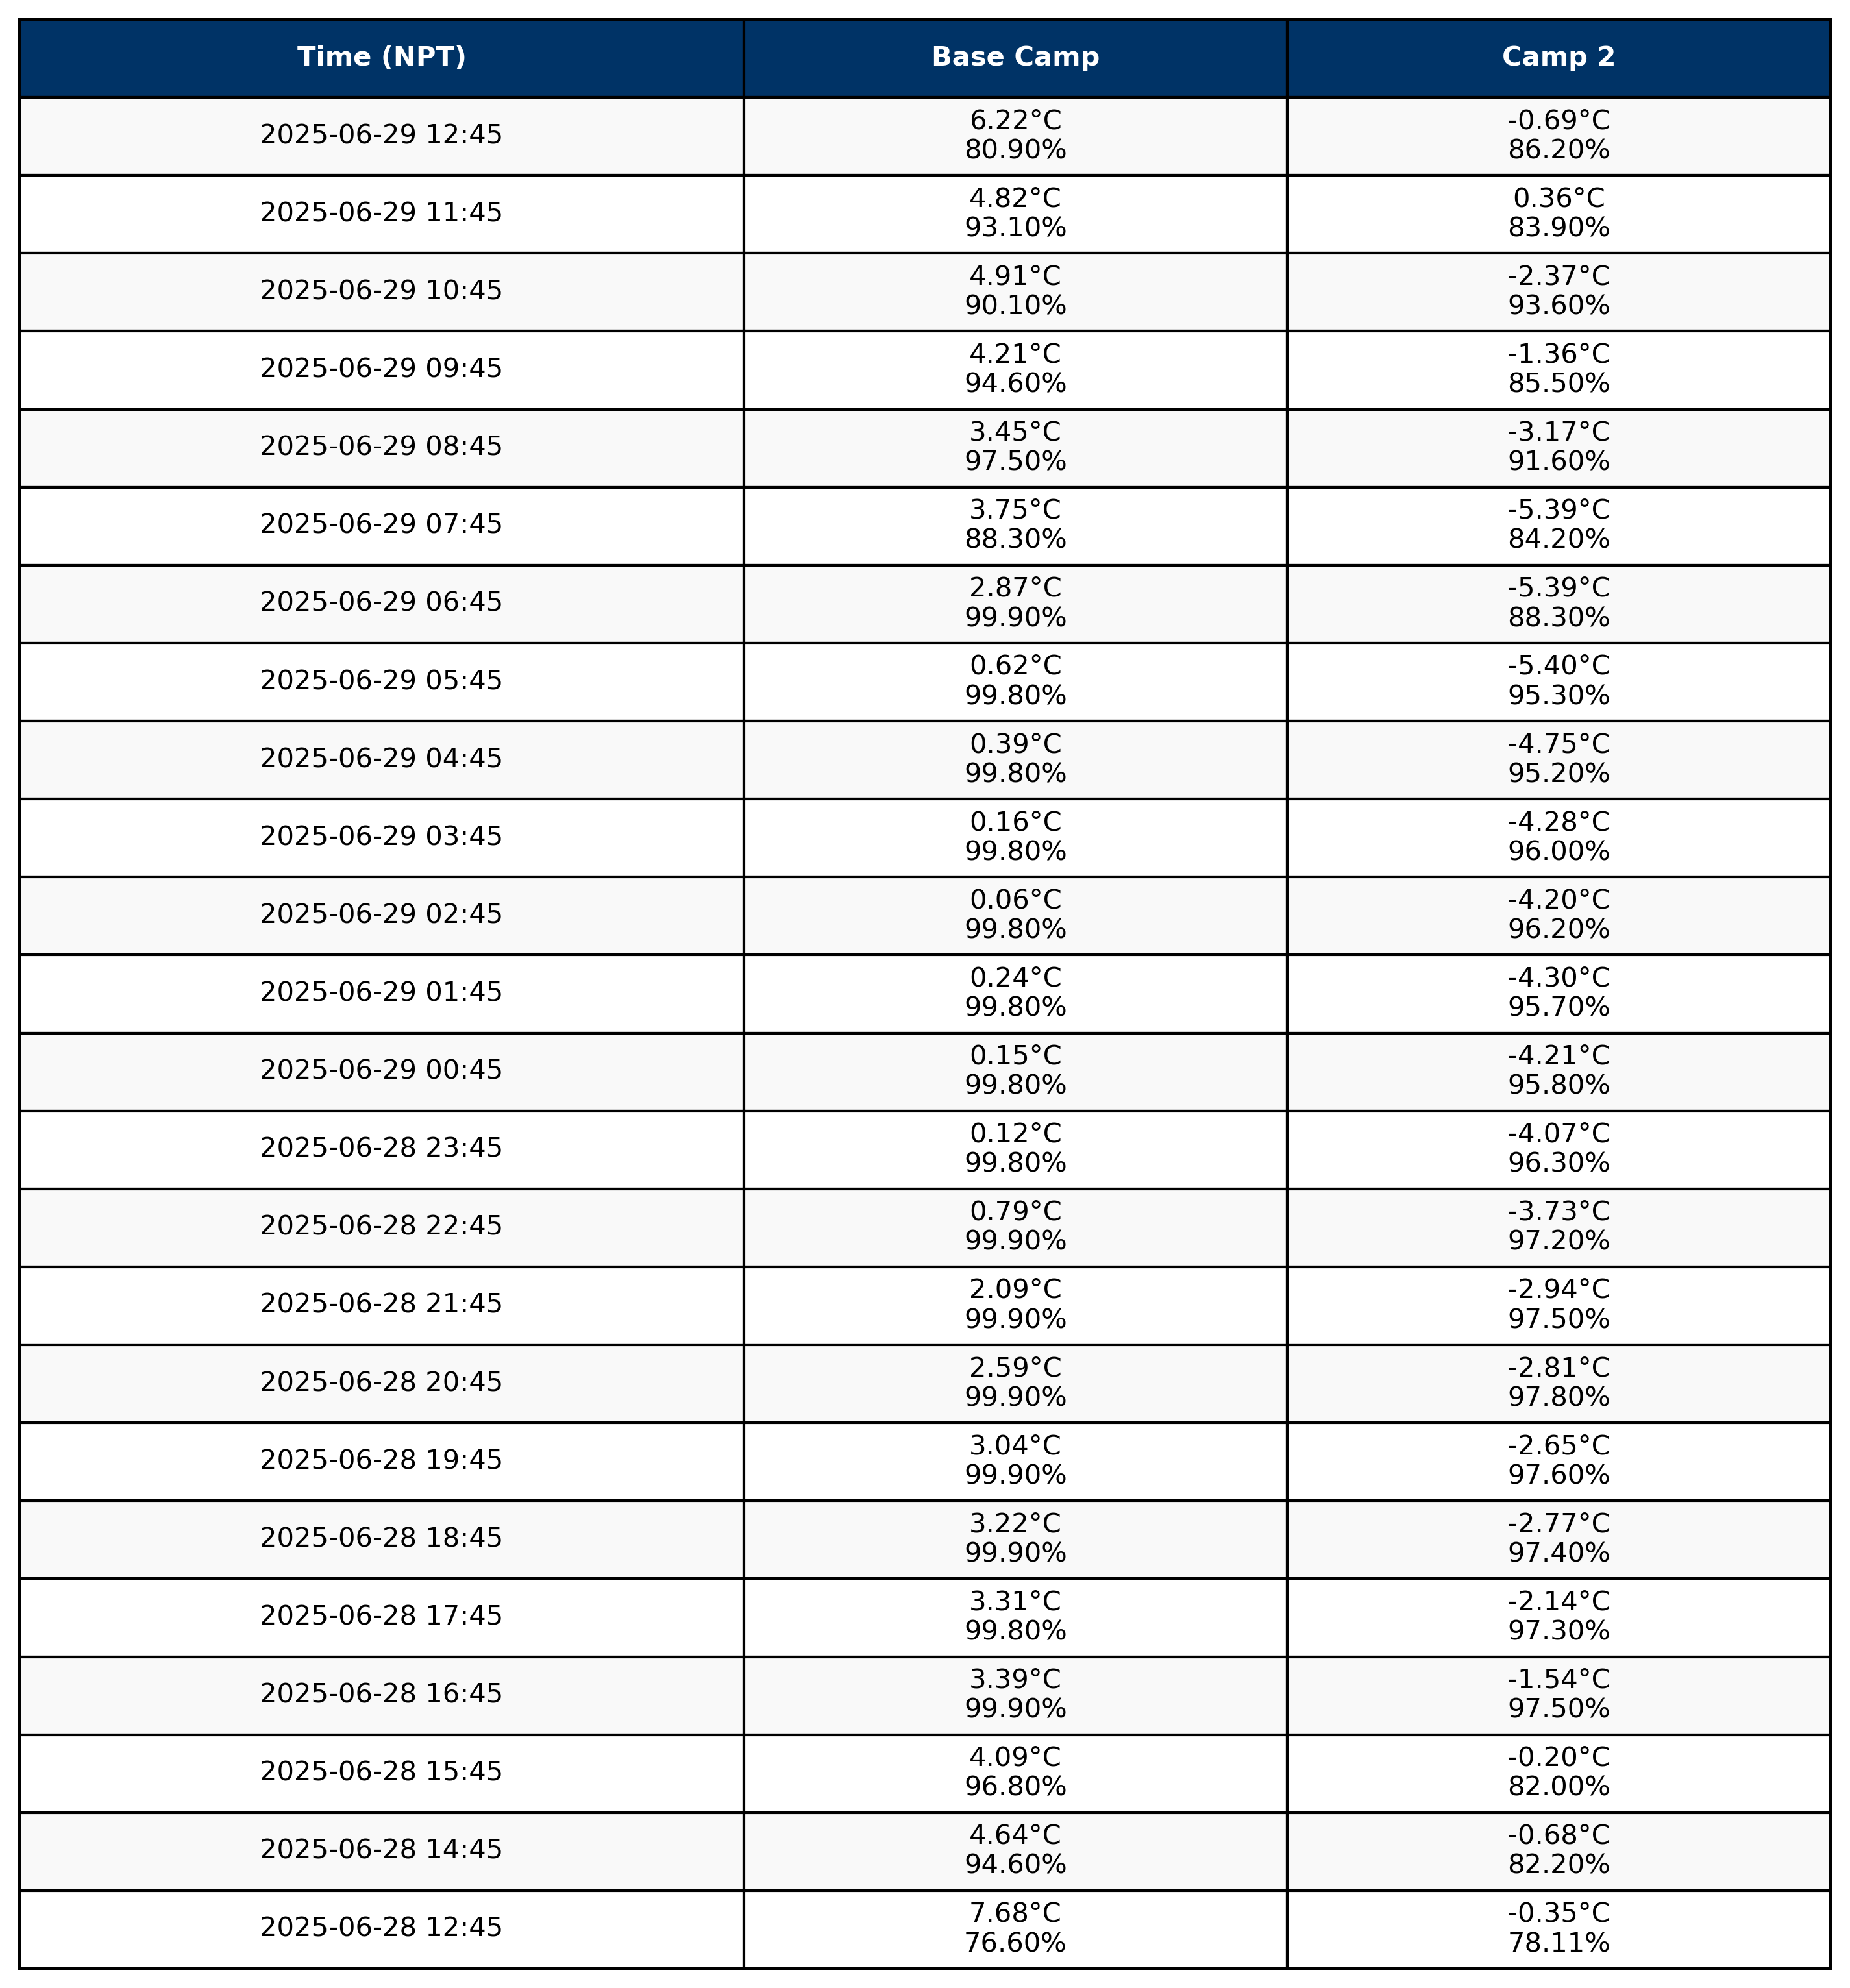 Time (NPT) Base Camp Camp 2
2025-06-29 12:45 6.22°C -0.69°C
80.90% 86.20%
2025-06-29 11:45 4.82°C 0.36°C
93.10% 83.90%
2025-06-29 10:45 4.91°C -2.37°C
90.10% 93.60%
2025-06-29 09:45 4.21°C -1.36°C
94.60% 85.50%
2025-06-29 08:45 3.45°C -3.17°C
97.50% 91.60%
2025-06-29 07:45 3.75°C -5.39°C
88.30% 84.20%
2025-06-29 06:45 2.87°C -5.39°C
99.90% 88.30%
2025-06-29 05:45 0.62°C -5.40°C
99.80% 95.30%
2025-06-29 04:45 0.39°C -4.75°C
99.80% 95.20%
2025-06-29 03:45 0.16°C -4.28°C
99.80% 96.00%
2025-06-29 02:45 0.06°C -4.20°C
99.80% 96.20%
2025-06-29 01:45 0.24°C -4.30°C
99.80% 95.70%
2025-06-29 00:45 0.15°C -4.21°C
99.80% 95.80%
2025-06-28 23:45 0.12°C -4.07°C
99.80% 96.30%
2025-06-28 22:45 0.79°C -3.73°C
99.90% 97.20%
2025-06-28 21:45 2.09°C -2.94°C
99.90% 97.50%
2025-06-28 20:45 2.59°C -2.81°C
99.90% 97.80%
2025-06-28 19:45 3.04°C -2.65°C
99.90% 97.60%
2025-06-28 18:45 3.22°C -2.77°C
99.90% 97.40%
2025-06-28 17:45 3.31°C -2.14°C
99.80% 97.30%
2025-06-28 16:45 3.39°C -1.54°C
99.90% 97.50%
2025-06-28 15:45 4.09°C -0.20°C
96.80% 82.00%
2025-06-28 14:45 4.64°C -0.68°C
94.60% 82.20%
2025-06-28 12:45 7.68°C -0.35°C
76.60% 78.11%